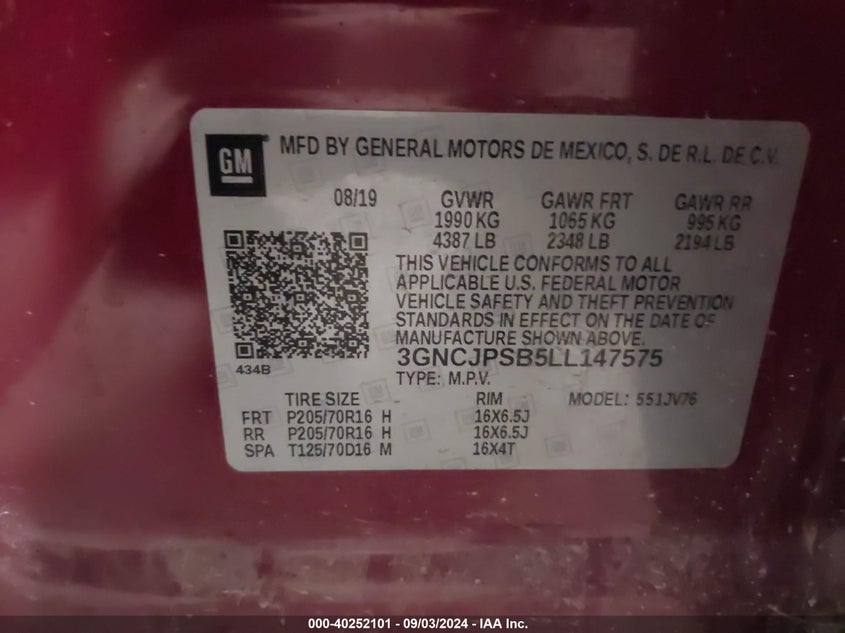 GM
MFD BY GENERAL MOTORS DE MEXICO, S. DE R.L. DE C.V.
08/19 GVWR GAWR FRT GAWR RR
1990 KG 1065 KG 995 KG
4387 LB 2348 LB 2194 LB
THIS VEHICLE CONFORMS TO ALL
APPLICABLE U.S. FEDERAL MOTOR
VEHICLE SAFETY AND THEFT PREVENTION
STANDARDS IN EFFECT ON THE DATE OF
MANUFACTURE SHOWN ABOVE.
434B
3GNCJPSB5LL147575
TYPE: M.P.V.
TIRE SIZE RIM MODEL: 551JV76
FRT P205/70R16 H 16X6.5J
RR P205/70R16 H 16X6.5J
SPA T125/70D16 M 16X4T
000-40252101 - 09/03/2024 - IAA Inc.